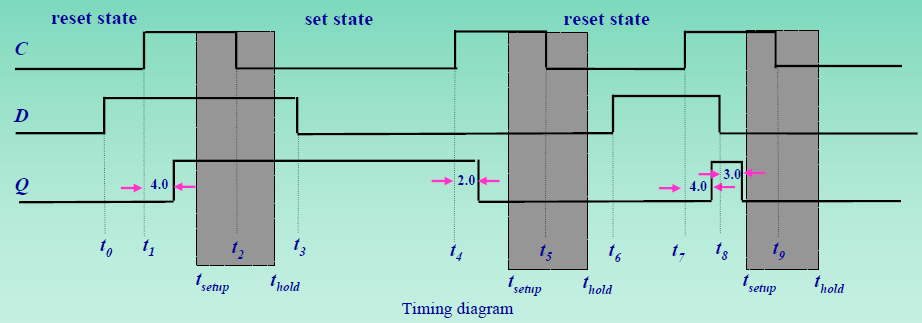 reset state set state reset state
C
D
Q 4.0 2.0 4.0 3.0
t0 t1 t2 t3 t4 t5 t6 t7 t8 t9
tsetup thold tsetup thold tsetup thold
Timing diagram